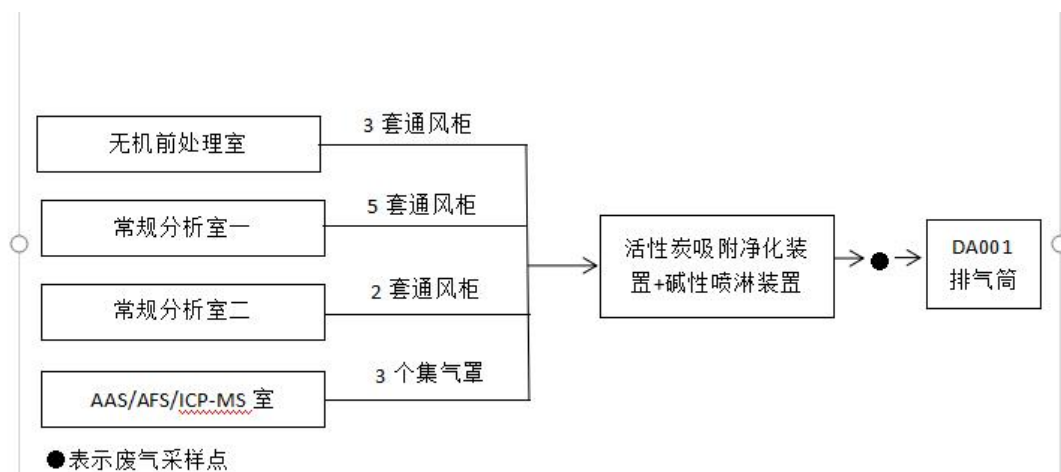 3 套通风柜
无机前处理室
5 套通风柜
常规分析室一
活性炭吸附净化装
置+碱性喷淋装置
DA001
排气筒
2 套通风柜
常规分析室二
3 个集气罩
AAS/AFS/ICP-MS 室
●表示废气采样点